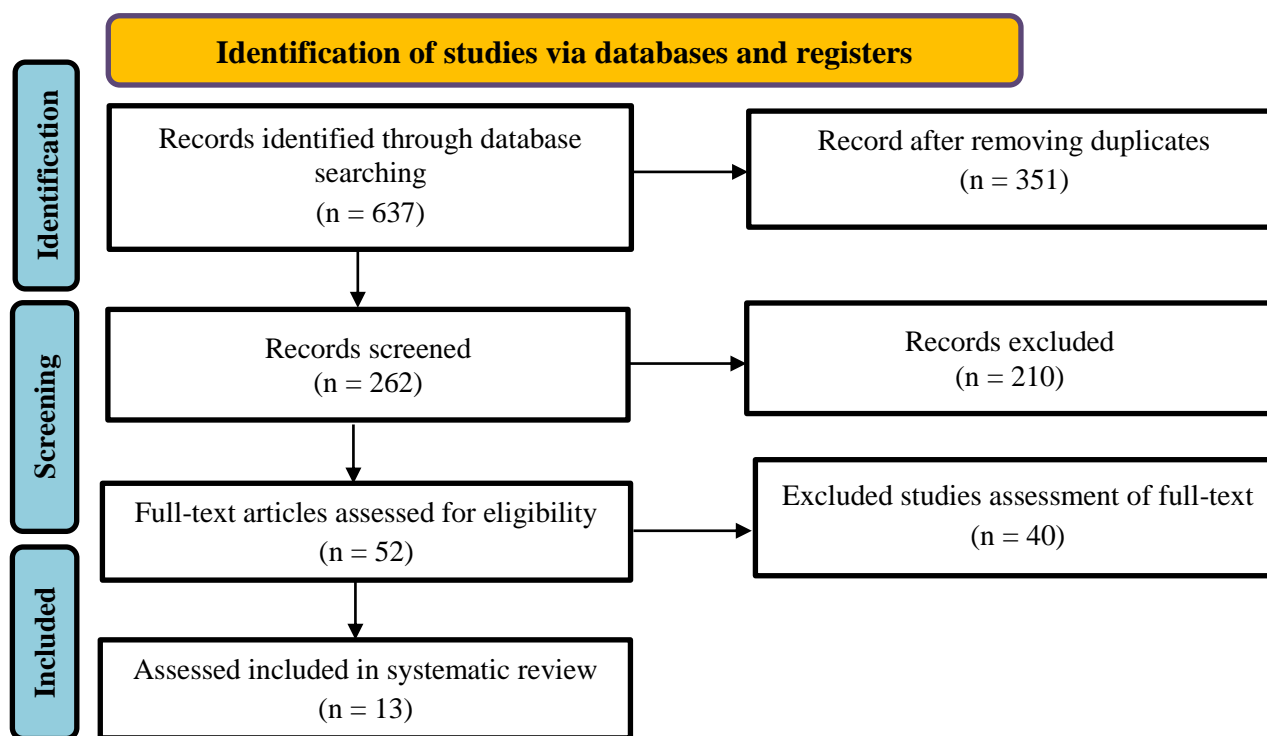 Identification of studies via databases and registers
Identification
Records identified through database
searching
(n = 637)
Record after removing duplicates
(n = 351)
Screening
Records screened
(n = 262)
Records excluded
(n = 210)
Full-text articles assessed for eligibility
(n = 52)
Excluded studies assessment of full-text
(n = 40)
Included
Assessed included in systematic review
(n = 13)